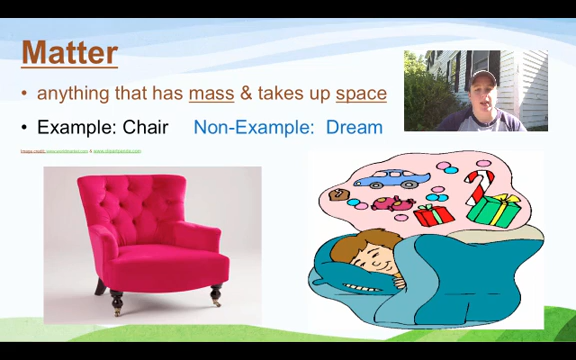 Matter
• anything that has mass & takes up space
• Example: Chair Non-Example: Dream